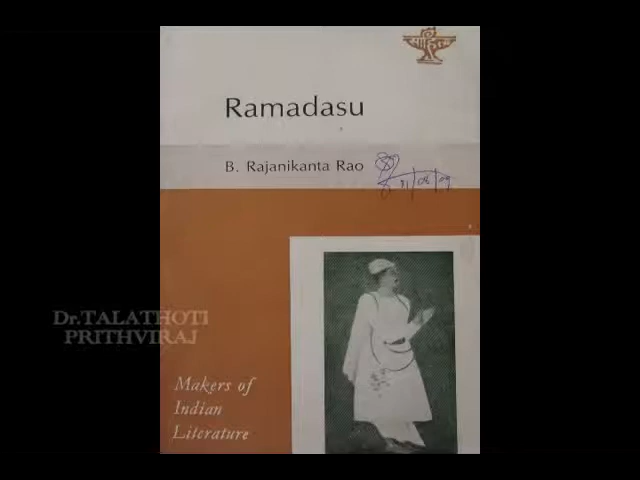 Ramadasu
B. Rajanikanta Rao
Dr.TALATHOTI
PRITHVIRAJ
Makers of
Indian
Literature